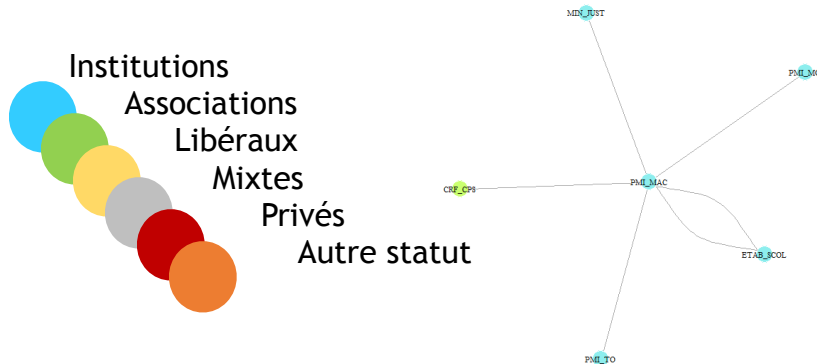 Institutions
Associations
Libéraux
Mixtes
Privés
Autre statut
MIN_JUST
PMI_MAC
CRF_CPS
ETAB_SCOL
PMI_TO